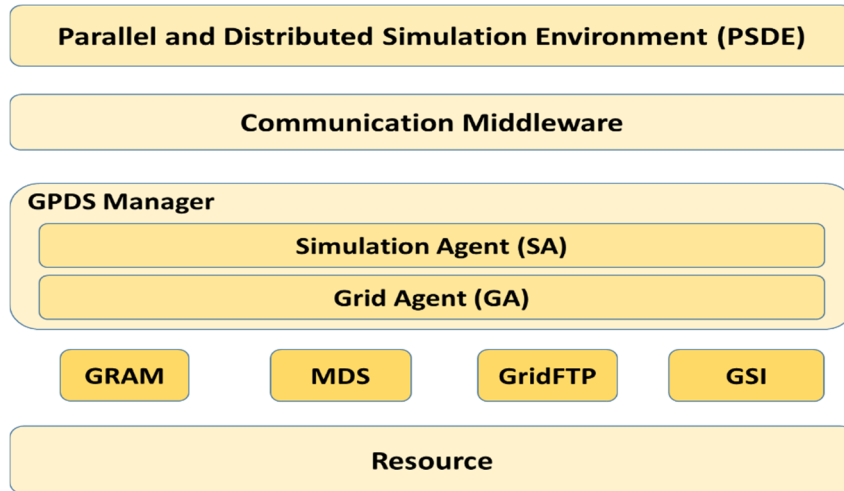 Parallel and Distributed Simulation Environment (PSDE)
Communication Middleware
GPDS Manager
Simulation Agent (SA)
Grid Agent (GA)
GRAM MDS GridFTP GSI
Resource